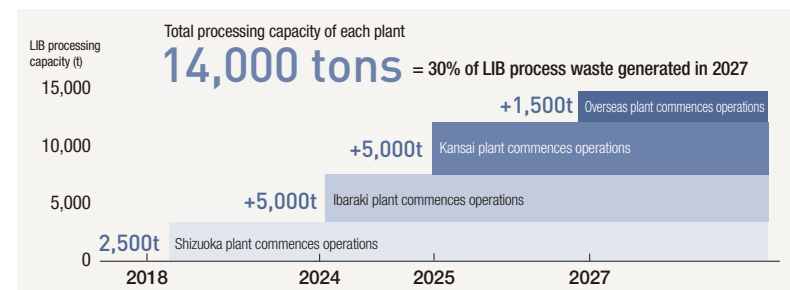 Total processing capacity of each plant
LIB processing
capacity (t)
14,000 tons = 30% of LIB process waste generated in 2027
15,000
+1,500t Overseas plant commences operations
10,000
+5,000t Kansai plant commences operations
5,000
+5,000t Ibaraki plant commences operations
2,500t Shizuoka plant commences operations
0
2018 2024 2025 2027